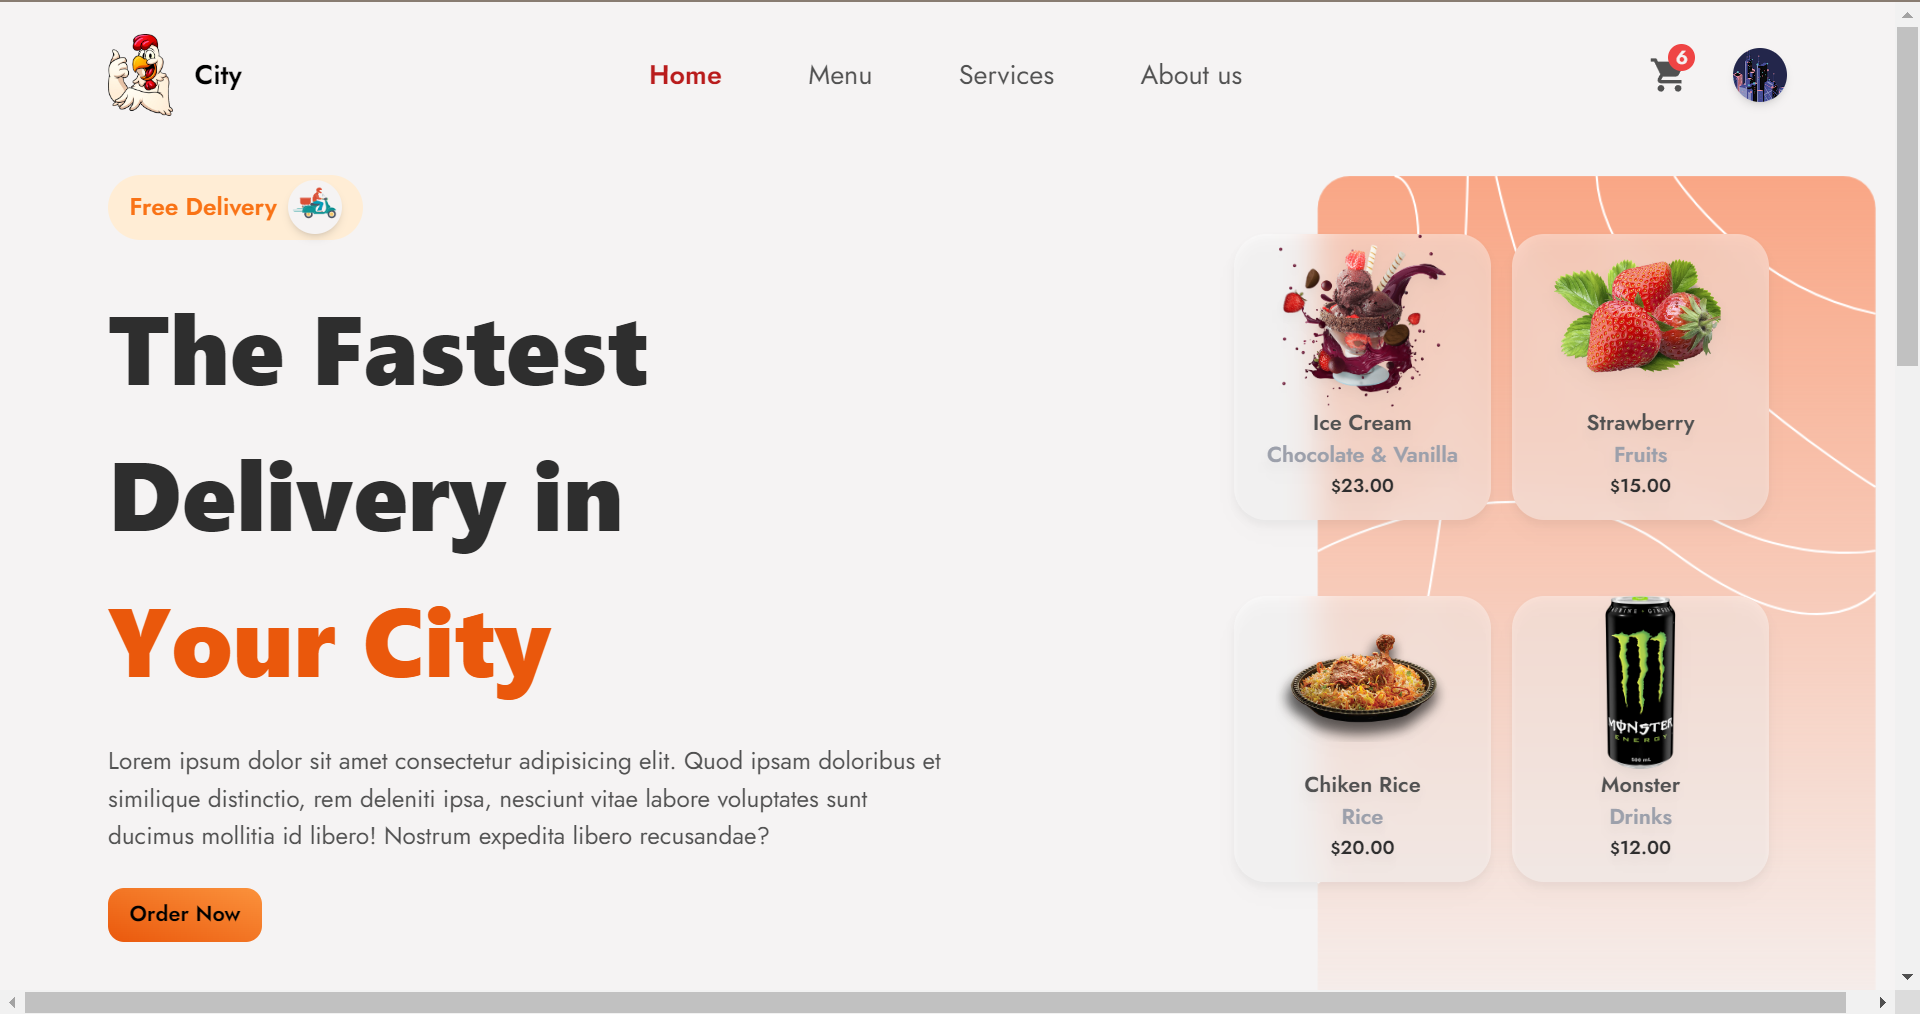 City
Home
Menu
Services
About us
6
Free Delivery
The Fastest
Delivery in
Your City
Lorem ipsum dolor sit amet consectetur adipisicing elit. Quod ipsam doloribus et
similique distinctio, rem deleniti ipsa, nesciunt vitae labore voluptates sunt
ducimus mollitia id libero! Nostrum expedita libero recusandae?
Order Now
Ice Cream
Chocolate & Vanilla
$23.00
Strawberry
Fruits
$15.00
Chiken Rice
Rice
$20.00
MONSTER
ENERGY
500 mL
Monster
Drinks
$12.00